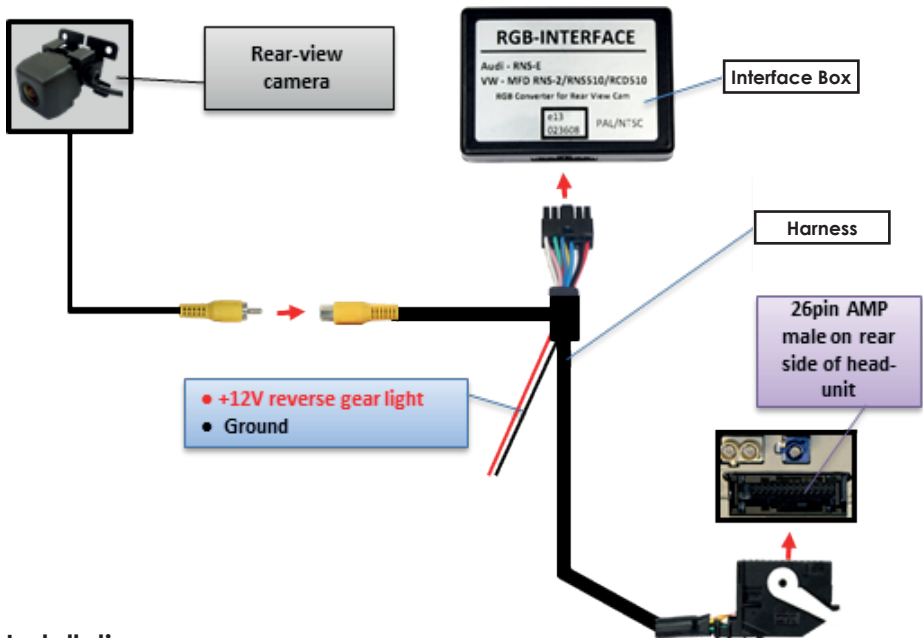 Rear-view
camera
RGB-INTERFACE
Audi - RNS-E
VW - MFD RNS-2/RNS510/RCD510
RGB Converter for Rear View Cam
e13
023608
PAL/NTSC
Interface Box
Harness
26pin AMP
male on rear
side of head-
unit
● +12V reverse gear light
● Ground